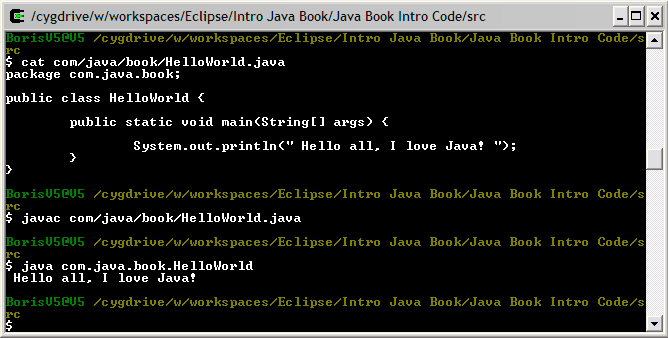 /cygdrive/w/workspaces/Eclipse/Intro Java Book/Java Book Intro Code/src
BorisV5@V5 /cygdrive/w/workspaces/Eclipse/Intro Java Book/Java Book Intro Code/s
rc
$ cat com/java/book/HelloWorld.java
package com.java.book;
public class HelloWorld {
public static void main(String[] args) {
System.out.println(" Hello all, I love Java! ");
}
}
BorisV5@V5 /cygdrive/w/workspaces/Eclipse/Intro Java Book/Java Book Intro Code/s
rc
$ javac com/java/book/HelloWorld.java
BorisV5@V5 /cygdrive/w/workspaces/Eclipse/Intro Java Book/Java Book Intro Code/s
rc
$ java com.java.book.HelloWorld
Hello all, I love Java!
BorisV5@V5 /cygdrive/w/workspaces/Eclipse/Intro Java Book/Java Book Intro Code/s
rc
$